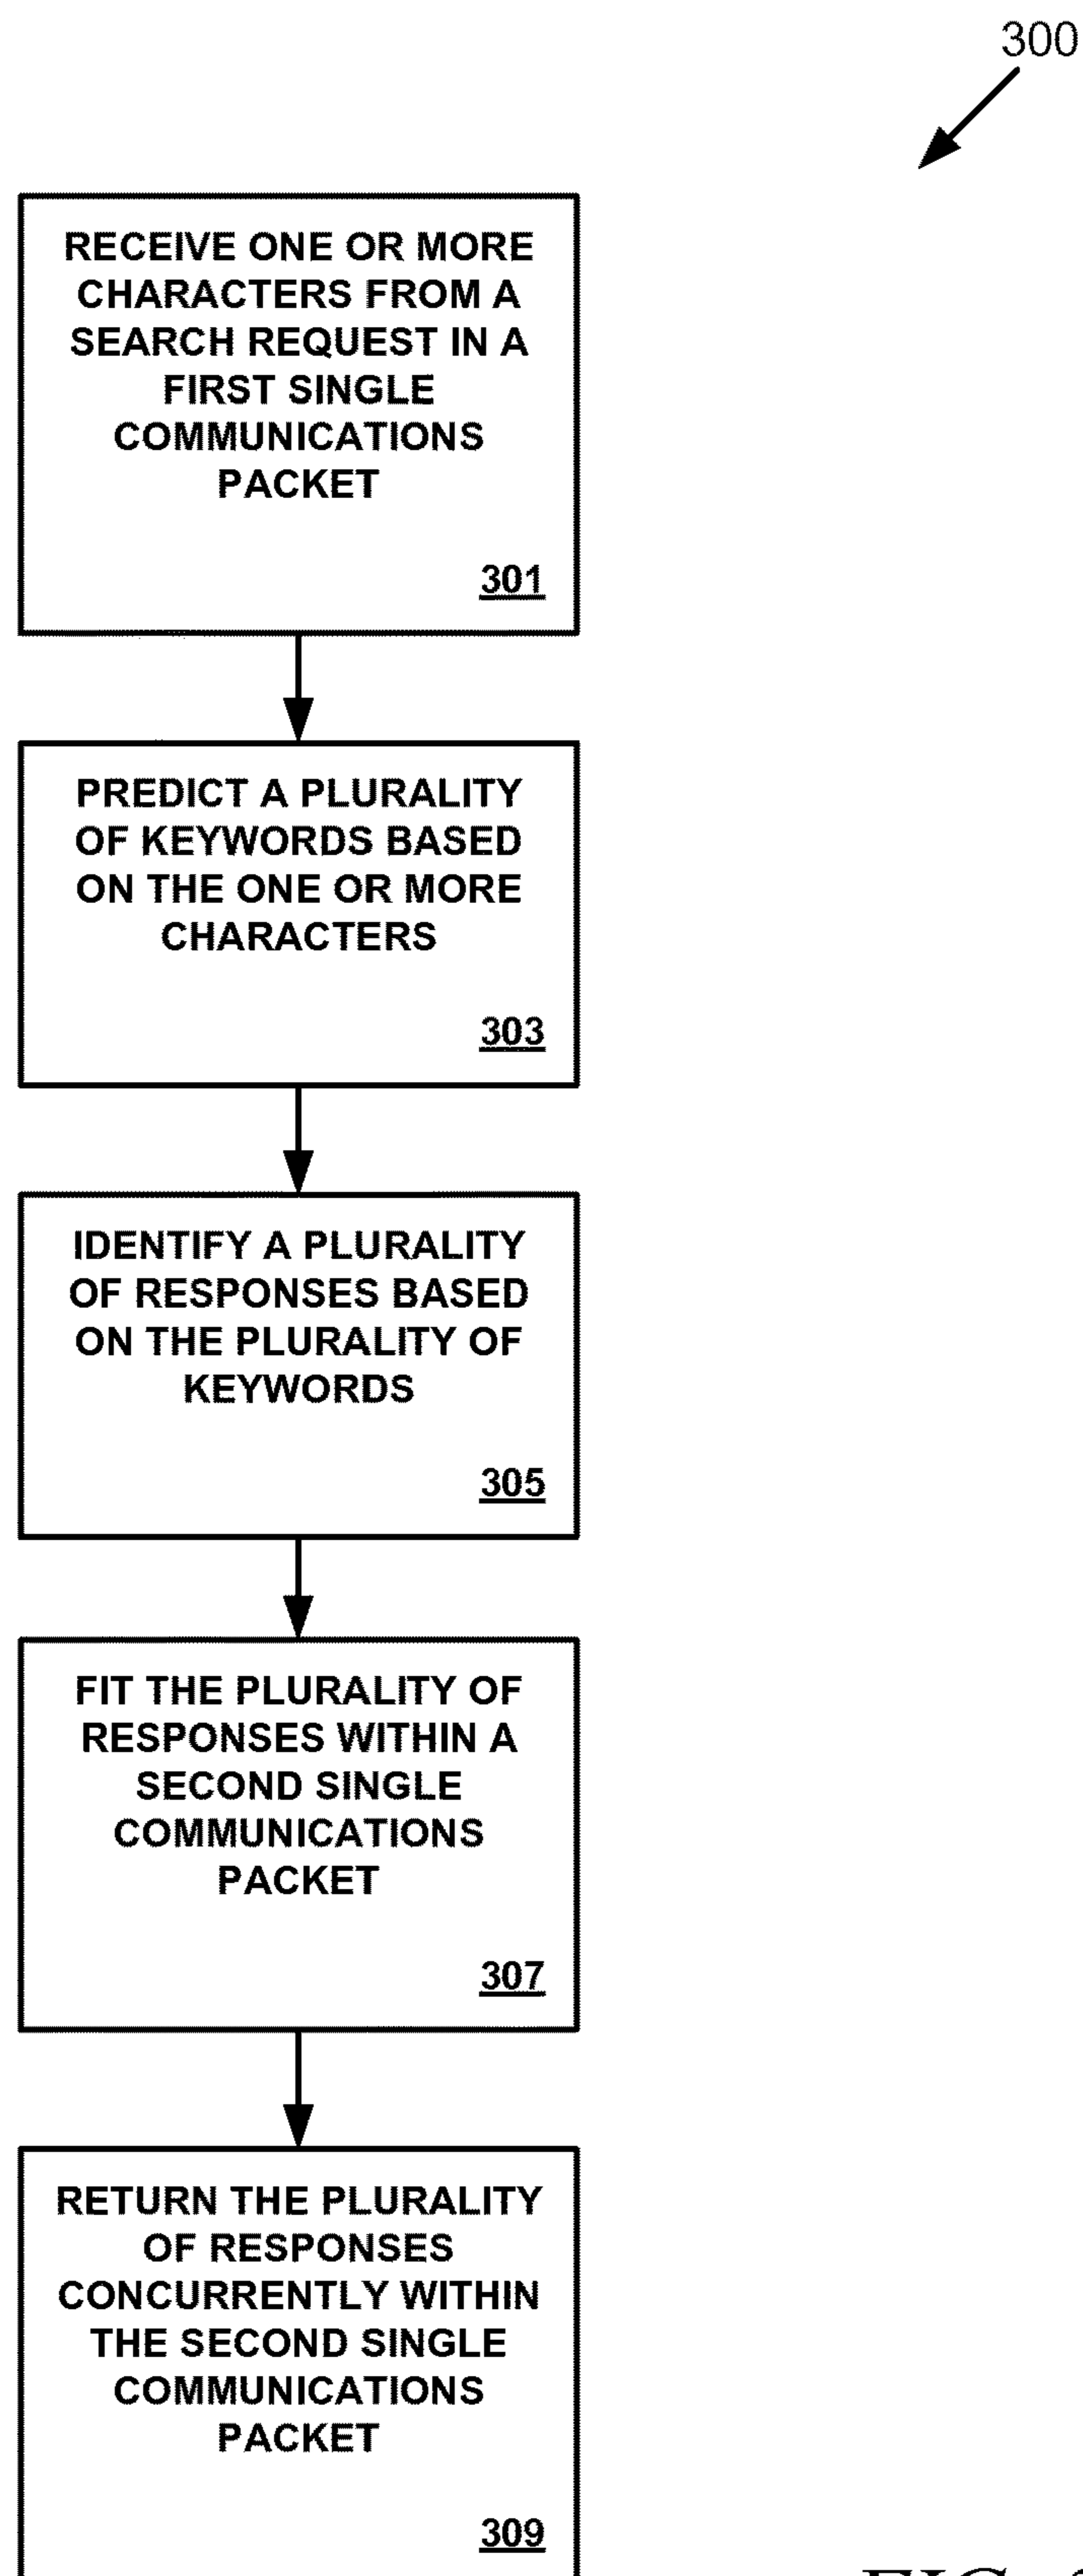 300
RECEIVE ONE OR MORE
CHARACTERS FROM A
SEARCH REQUEST IN A
FIRST SINGLE
COMMUNICATIONS
PACKET
301
PREDICT A PLURALITY
OF KEYWORDS BASED
ON THE ONE OR MORE
CHARACTERS
303
IDENTIFY A PLURALITY
OF RESPONSES BASED
ON THE PLURALITY OF
KEYWORDS
305
FIT THE PLURALITY OF
RESPONSES WITHIN A
SECOND SINGLE
COMMUNICATIONS
PACKET
307
RETURN THE PLURALITY
OF RESPONSES
CONCURRENTLY WITHIN
THE SECOND SINGLE
COMMUNICATIONS
PACKET
309